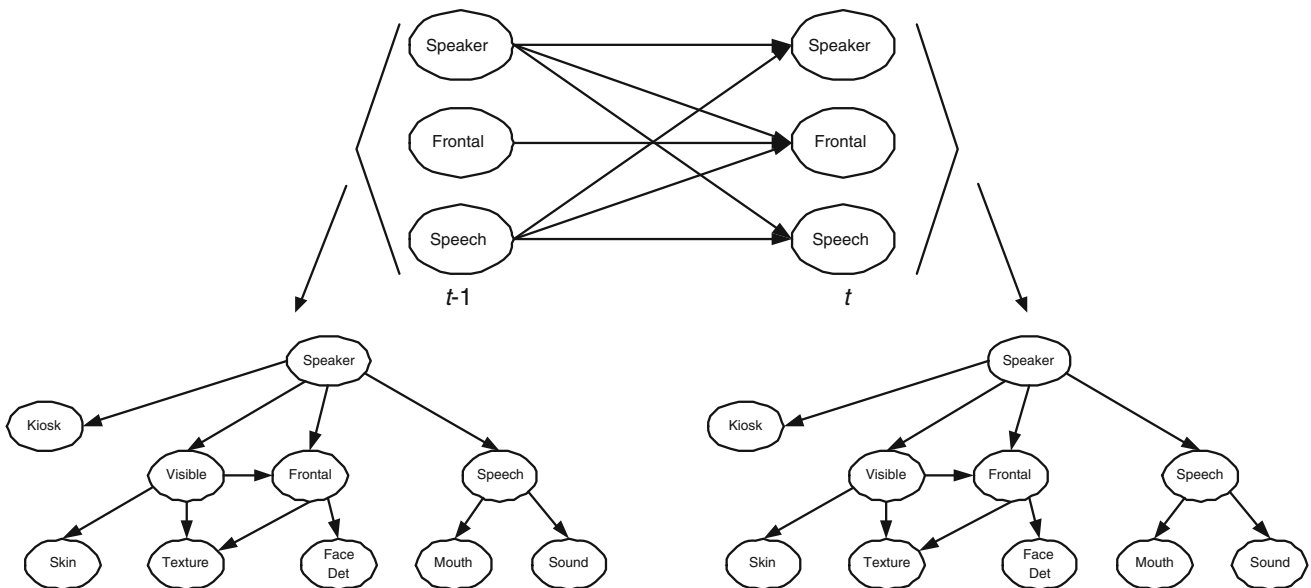 Speaker Speaker
Frontal Frontal
Speech Speech
t-1 t
Speaker Speaker
Kiosk Kiosk
Visible Frontal Speech Visible Frontal Speech
Skin Texture Face Det Mouth Sound Skin Texture Face Det Mouth Sound